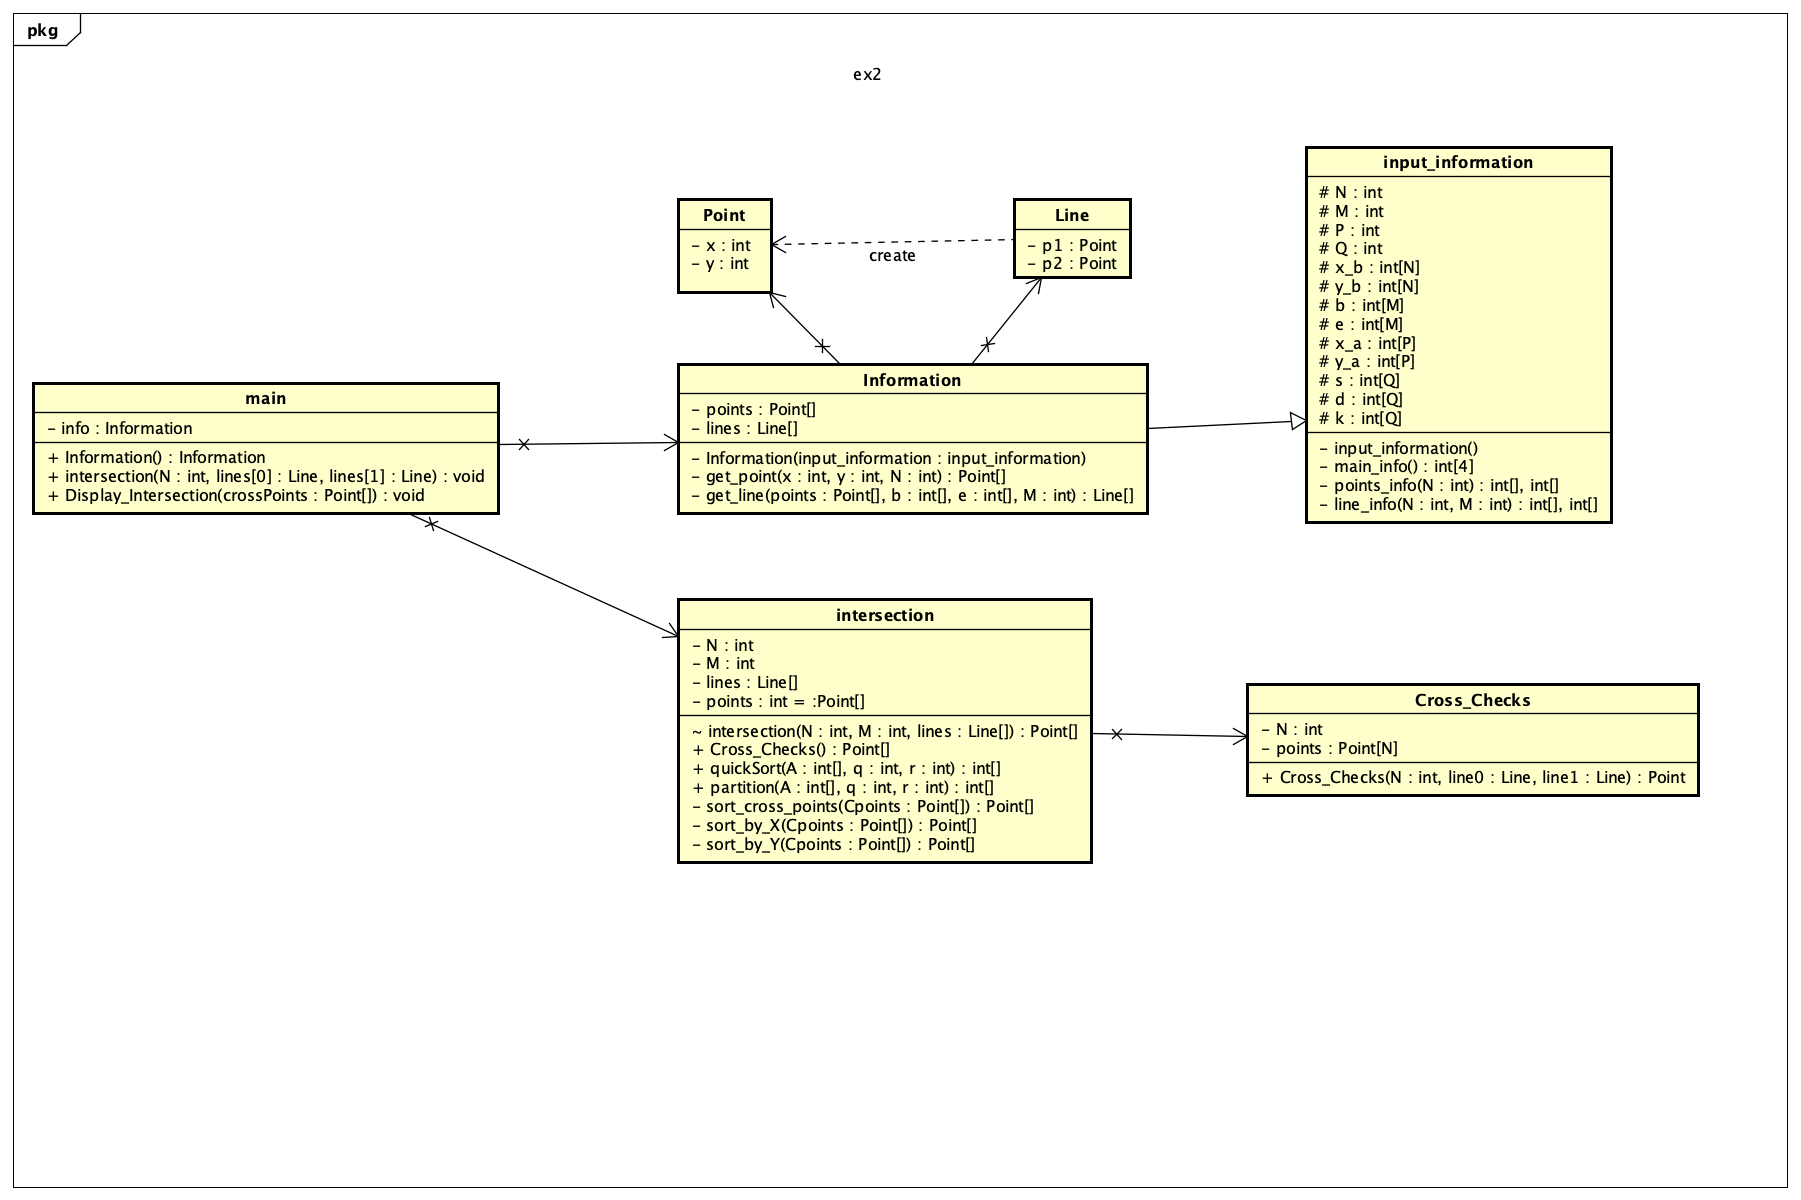 pkg
ex2
Point
– x : int
– y : int
Line
– p1 : Point
– p2 : Point
create
input_information
# N : int
# M : int
# P : int
# Q : int
# x_b : int[N]
# y_b : int[N]
# b : int[M]
# e : int[M]
# x_a : int[P]
# y_a : int[P]
# s : int[Q]
# d : int[Q]
# k : int[Q]
– input_information()
– main_info() : int[4]
– points_info(N : int) : int[], int[]
– line_info(N : int, M : int) : int[], int[]
main
– info : Information
+ Information() : Information
+ intersection(N : int, lines[0] : Line, lines[1] : Line) : void
+ Display_Intersection(crossPoints : Point[]) : void
Information
– points : Point[]
– lines : Line[]
– Information(input_information : input_information)
– get_point(x : int, y : int, N : int) : Point[]
– get_line(points : Point[], b : int[], e : int[], M : int) : Line[]
intersection
– N : int
– M : int
– lines : Line[]
– points : int = :Point[]
~ intersection(N : int, M : int, lines : Line[]) : Point[]
+ Cross_Checks() : Point[]
+ quickSort(A : int[], q : int, r : int) : int[]
+ partition(A : int[], q : int, r : int) : int[]
– sort_cross_points(Cpoints : Point[]) : Point[]
– sort_by_X(Cpoints : Point[]) : Point[]
– sort_by_Y(Cpoints : Point[]) : Point[]
Cross_Checks
– N : int
– points : Point[N]
+ Cross_Checks(N : int, line0 : Line, line1 : Line) : Point